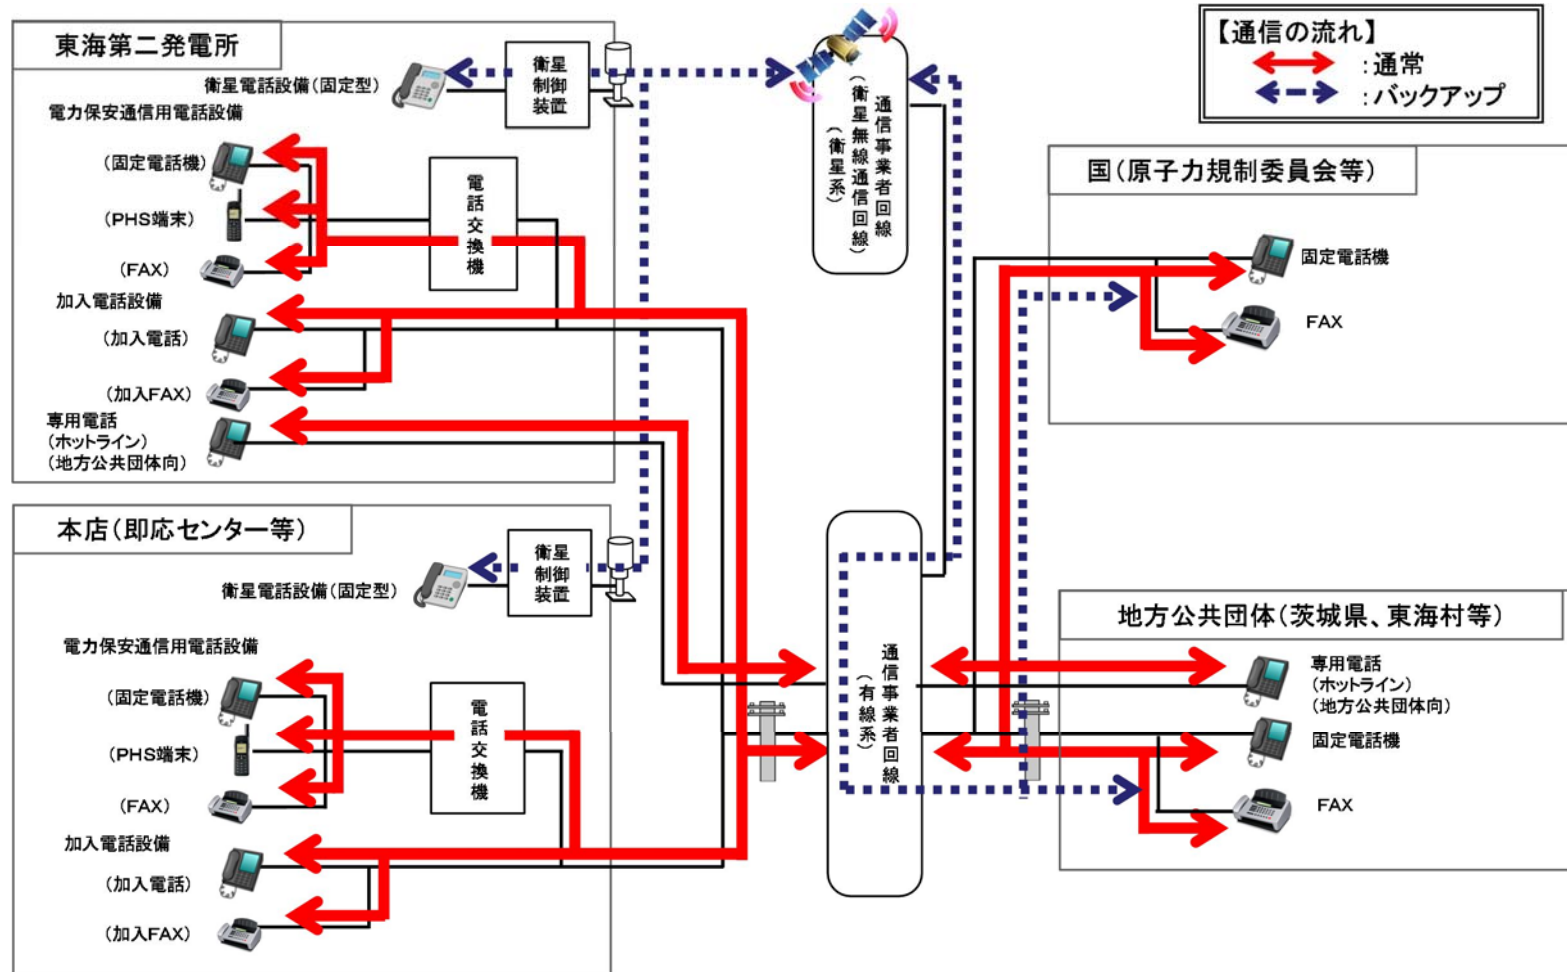 東海第二発電所
衛星電話設備(固定型)
衛星
制御
装置
電力保安通信用電話設備
(固定電話機)
(PHS端末)
(FAX)
電話交換機
加入電話設備
(加入電話)
(加入FAX)
専用電話
(ホットライン)
(地方公共団体向)
本店(即応センター等)
衛星電話設備(固定型)
衛星
制御
装置
電力保安通信用電話設備
(固定電話機)
(PHS端末)
(FAX)
電話交換機
加入電話設備
(加入電話)
(加入FAX)
通信事業者回線
(衛星無線通信回線)
(衛星系)
通信事業者回線
(有線系)
【通信の流れ】
:通常
:バックアップ
国(原子力規制委員会等)
固定電話機
FAX
地方公共団体(茨城県、東海村等)
専用電話
(ホットライン)
(地方公共団体向)
固定電話機
FAX